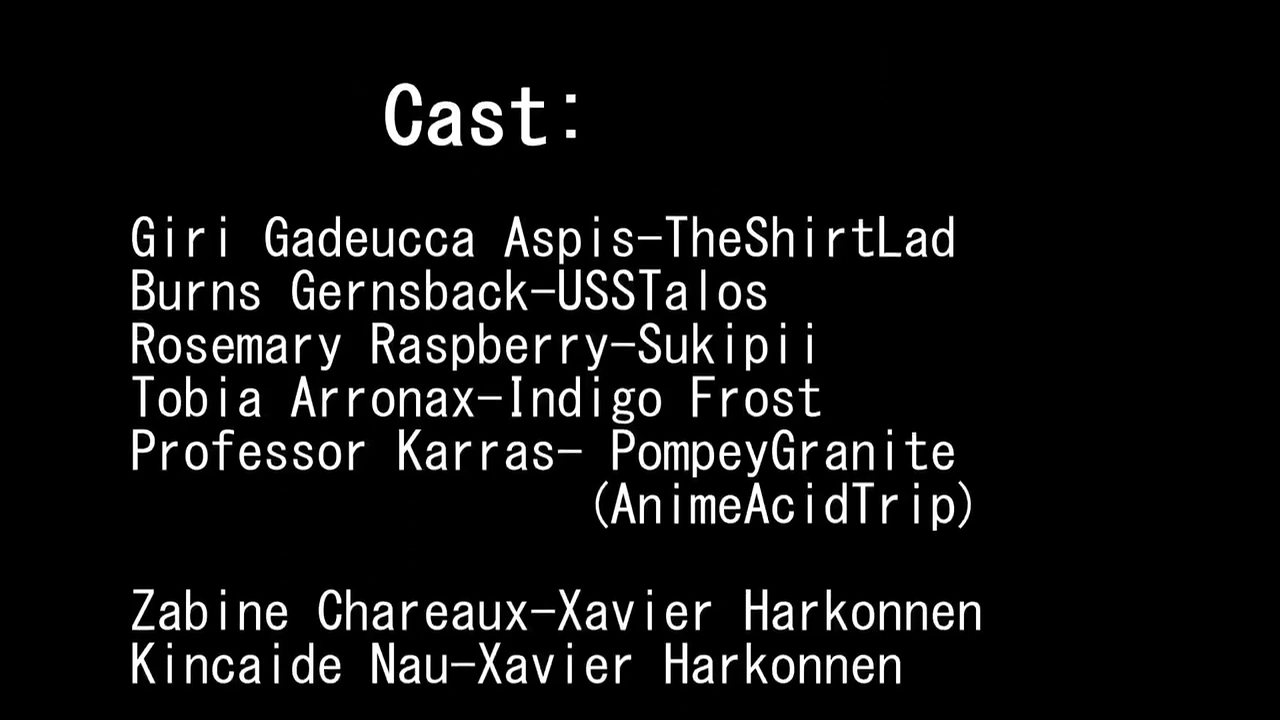 Cast:
Giri Gadeucca Aspis-TheShirtLad
Burns Gernsback-USSTalos
Rosemary Raspberry-Sukipii
Tobia Arronax-Indigo Frost
Professor Karras- PompeyGranite
(AnimeAcidTrip)
Zabine Chareaux-Xavier Harkonnen
Kincaide Nau-Xavier Harkonnen